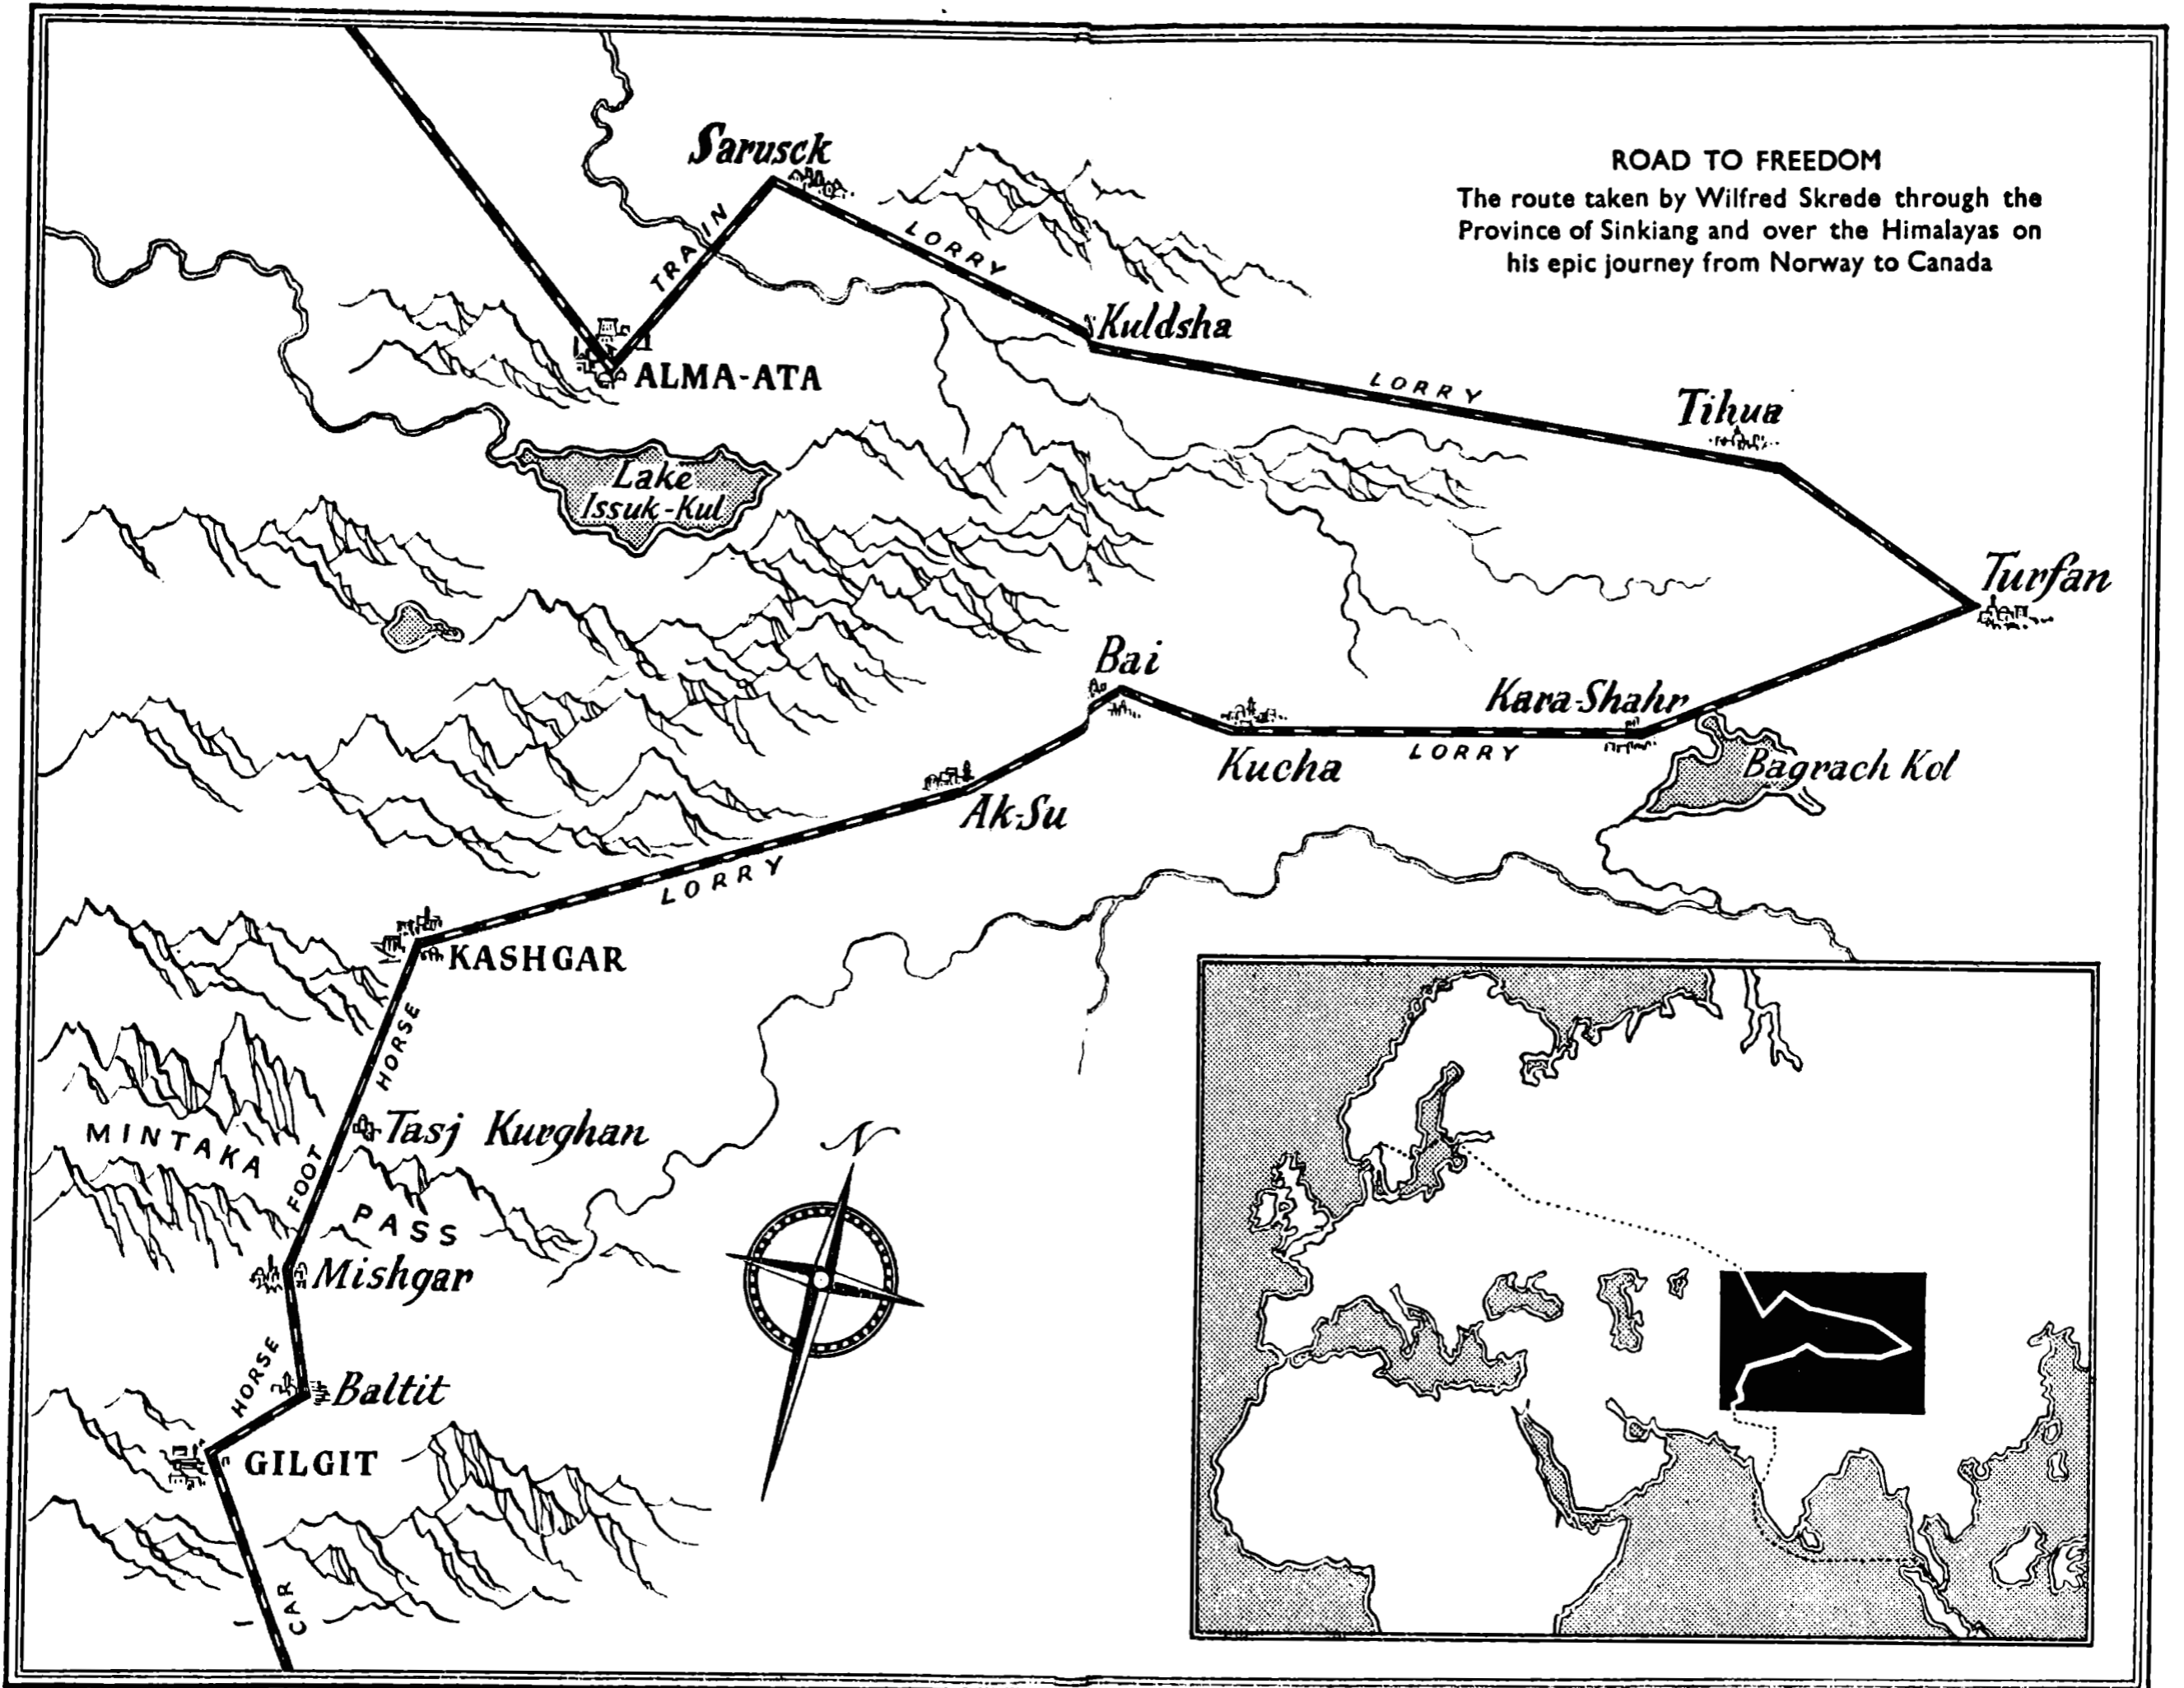 ROAD TO FREEDOM
The route taken by Wilfred Skrede through the
Province of Sinkiang and over the Himalayas on
his epic journey from Norway to Canada
Sarusck
TRAIN
LORRY
Kuldsha
ALMA-ATA
LORRY
Tihua
Lake
Issuk-Kul
Turfan
Bai
Kara-Shahr
Kucha
LORRY
Bagrach Kol
Ak-Su
LORRY
KASHGAR
HORSE
Tasj Kurghan
MINTAKA
FOOT
PASS
N
Mishgar
HORSE
Baltit
GILGIT
CAR